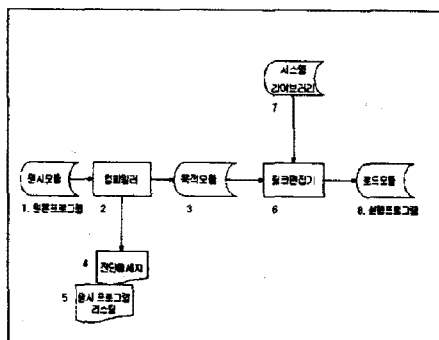 시스템
라이브러리
7
원시모듈
컴파일러
목적모듈
링크편집기
로드모듈
1. 원본프로그램
2
3
6
8. 실행프로그램
4
진단메세지
5
원시 프로그램
리스팅